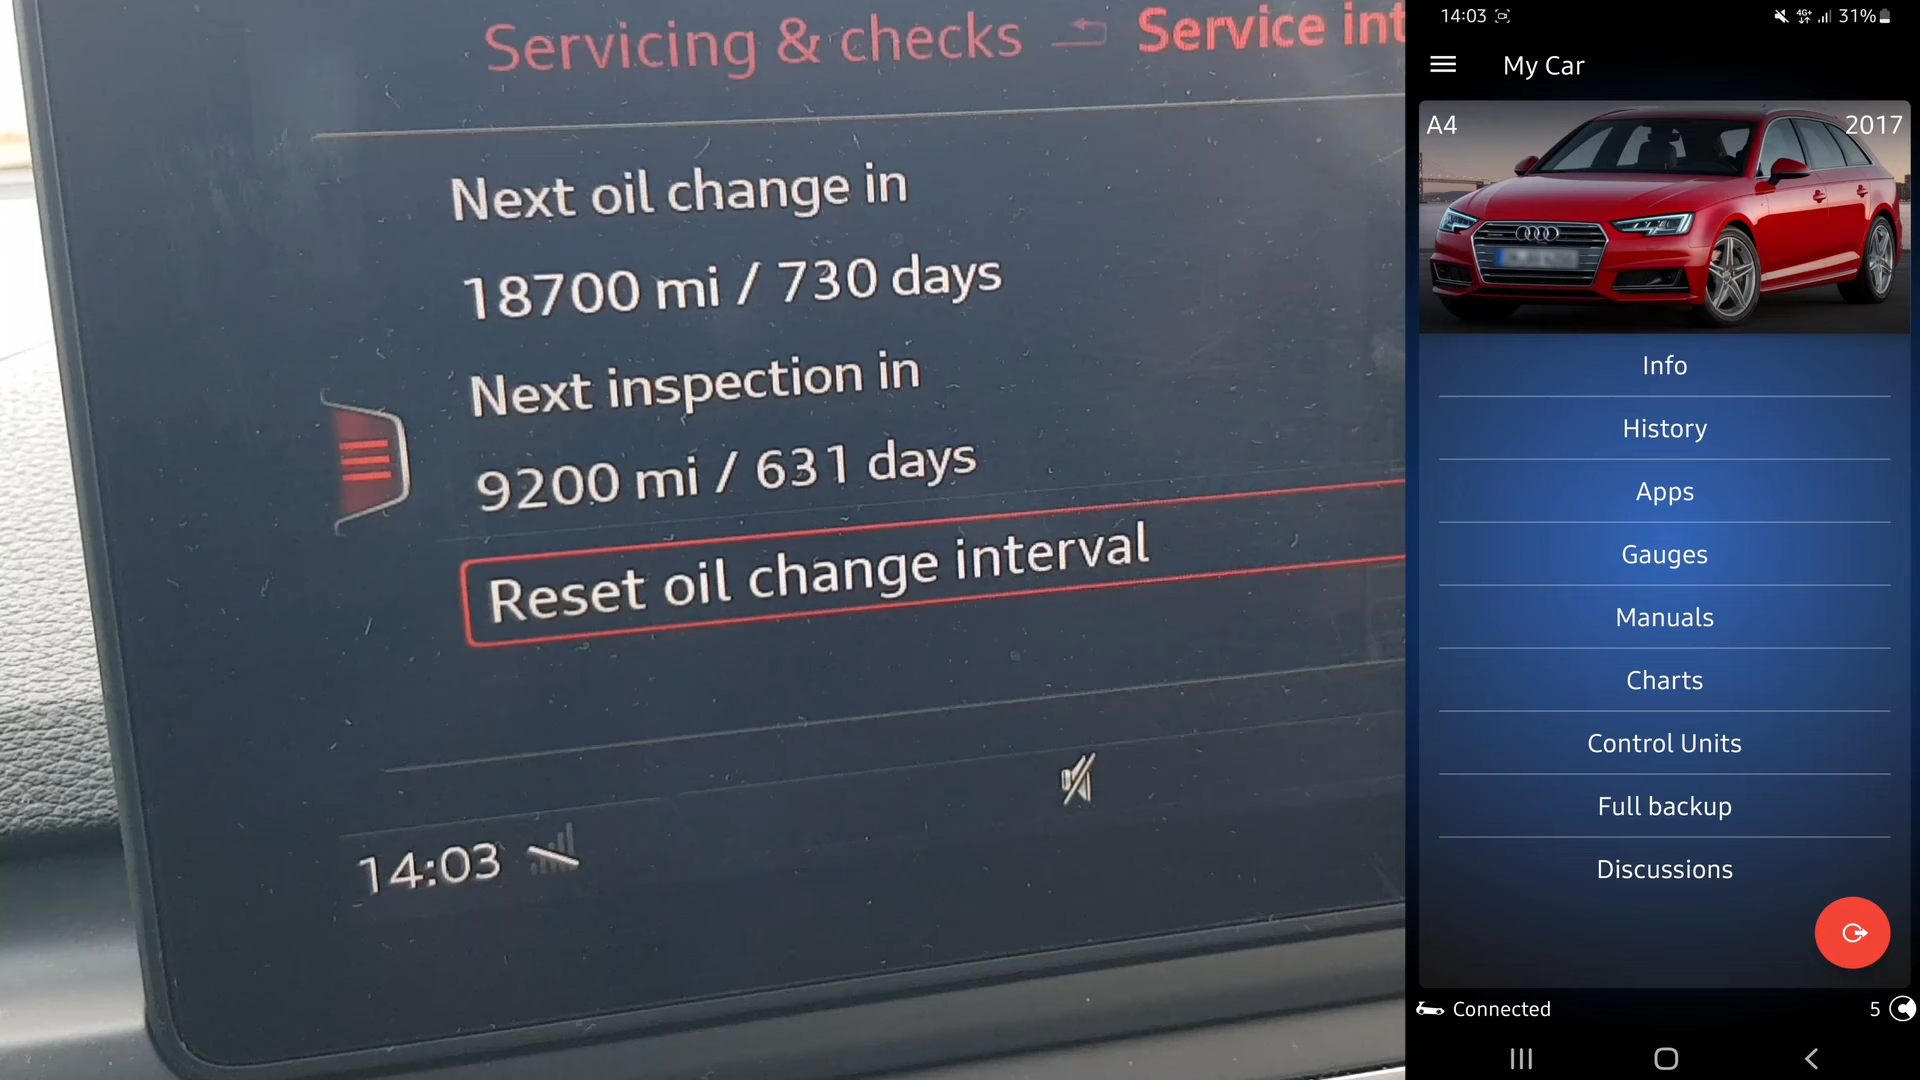 Servicing & checks Service int
Next oil change in
18700 mi / 730 days
Next inspection in
9200 mi / 631 days
Reset oil change interval
14:03
14:03 4G+ 31%
My Car
A4 2017
Info
History
Apps
Gauges
Manuals
Charts
Control Units
Full backup
Discussions
Connected 5